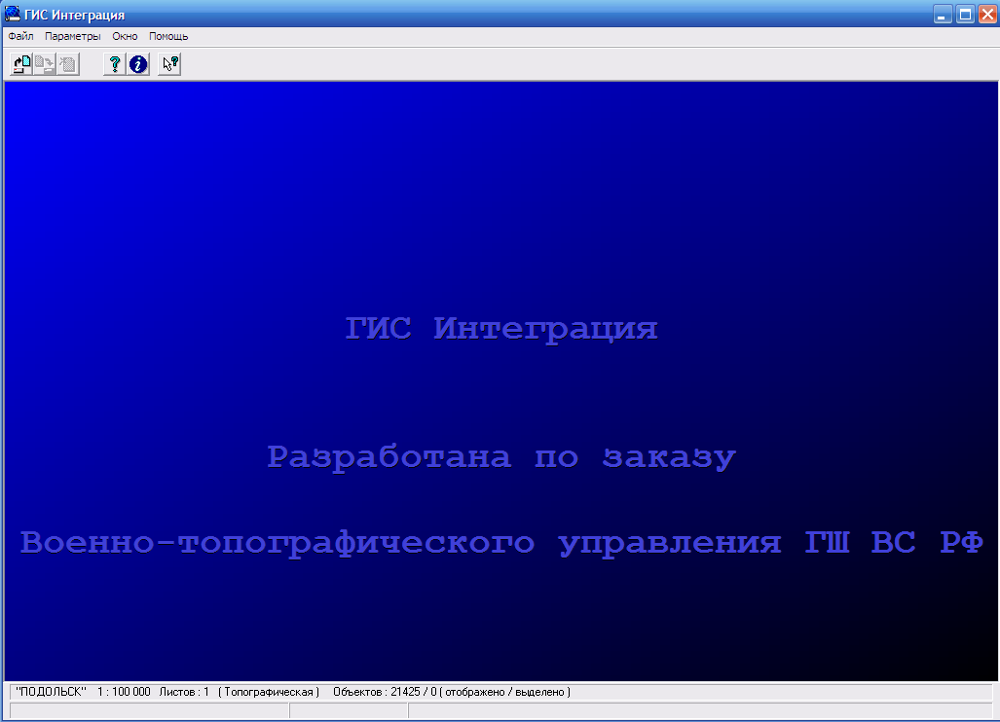 ГИС Интеграция
Файл Параметры Окно Помощь
ГИС Интеграция
Разработана по заказу
Военно-топографического управления ГШ ВС РФ
"ПОДОЛЬСК" 1 : 100 000 Листов : 1 ( Топографическая ) Объектов : 21425 / 0 ( отображено / выделено )